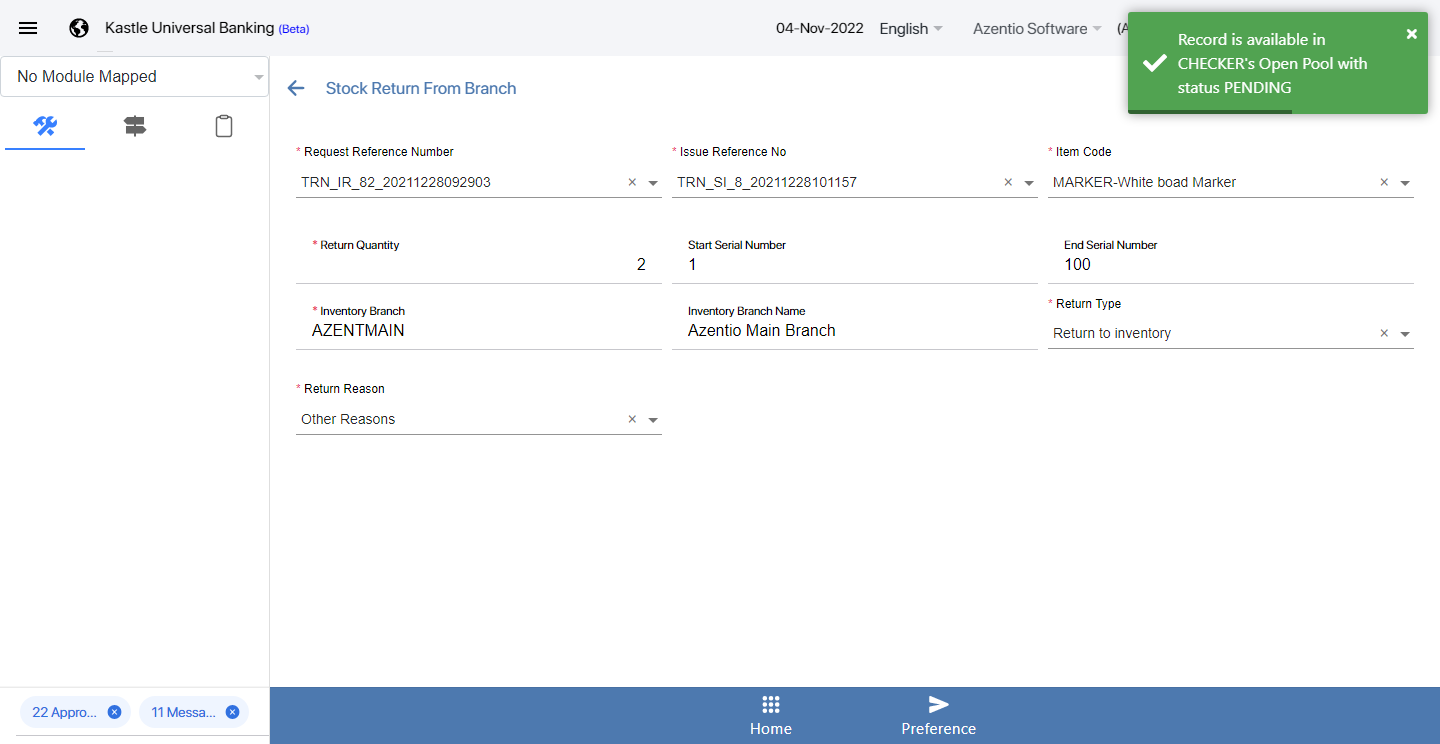 Kastle Universal Banking (Beta)
04-Nov-2022
English
Azentio Software
Record is available in
CHECKER's Open Pool with
status PENDING
No Module Mapped
Stock Return From Branch
* Request Reference Number
* Issue Reference No
* Item Code
TRN_IR_82_20211228092903
TRN_SI_8_20211228101157
MARKER-White boad Marker
* Return Quantity
Start Serial Number
End Serial Number
2
1
100
* Inventory Branch
Inventory Branch Name
* Return Type
AZENTMAIN
Azentio Main Branch
Return to inventory
* Return Reason
Other Reasons
22 Appro...
11 Messa...
Home
Preference